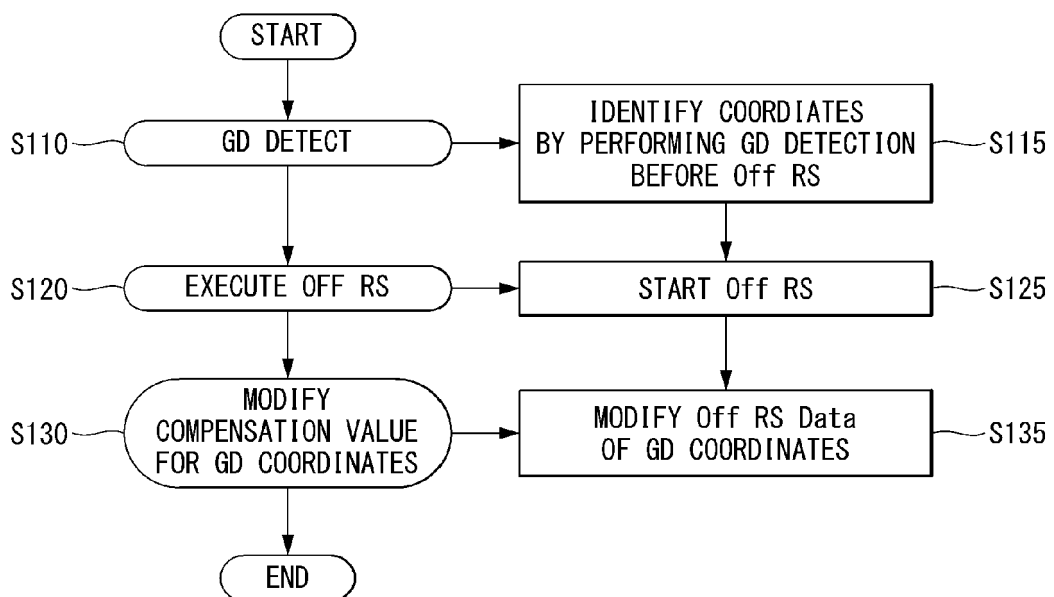 START
S110
GD DETECT
IDENTIFY COORDIATES
BY PERFORMING GD DETECTION
BEFORE Off RS
S115
S120
EXECUTE OFF RS
START Off RS
S125
S130
MODIFY
COMPENSATION VALUE
FOR GD COORDINATES
MODIFY Off RS Data
OF GD COORDINATES
S135
END